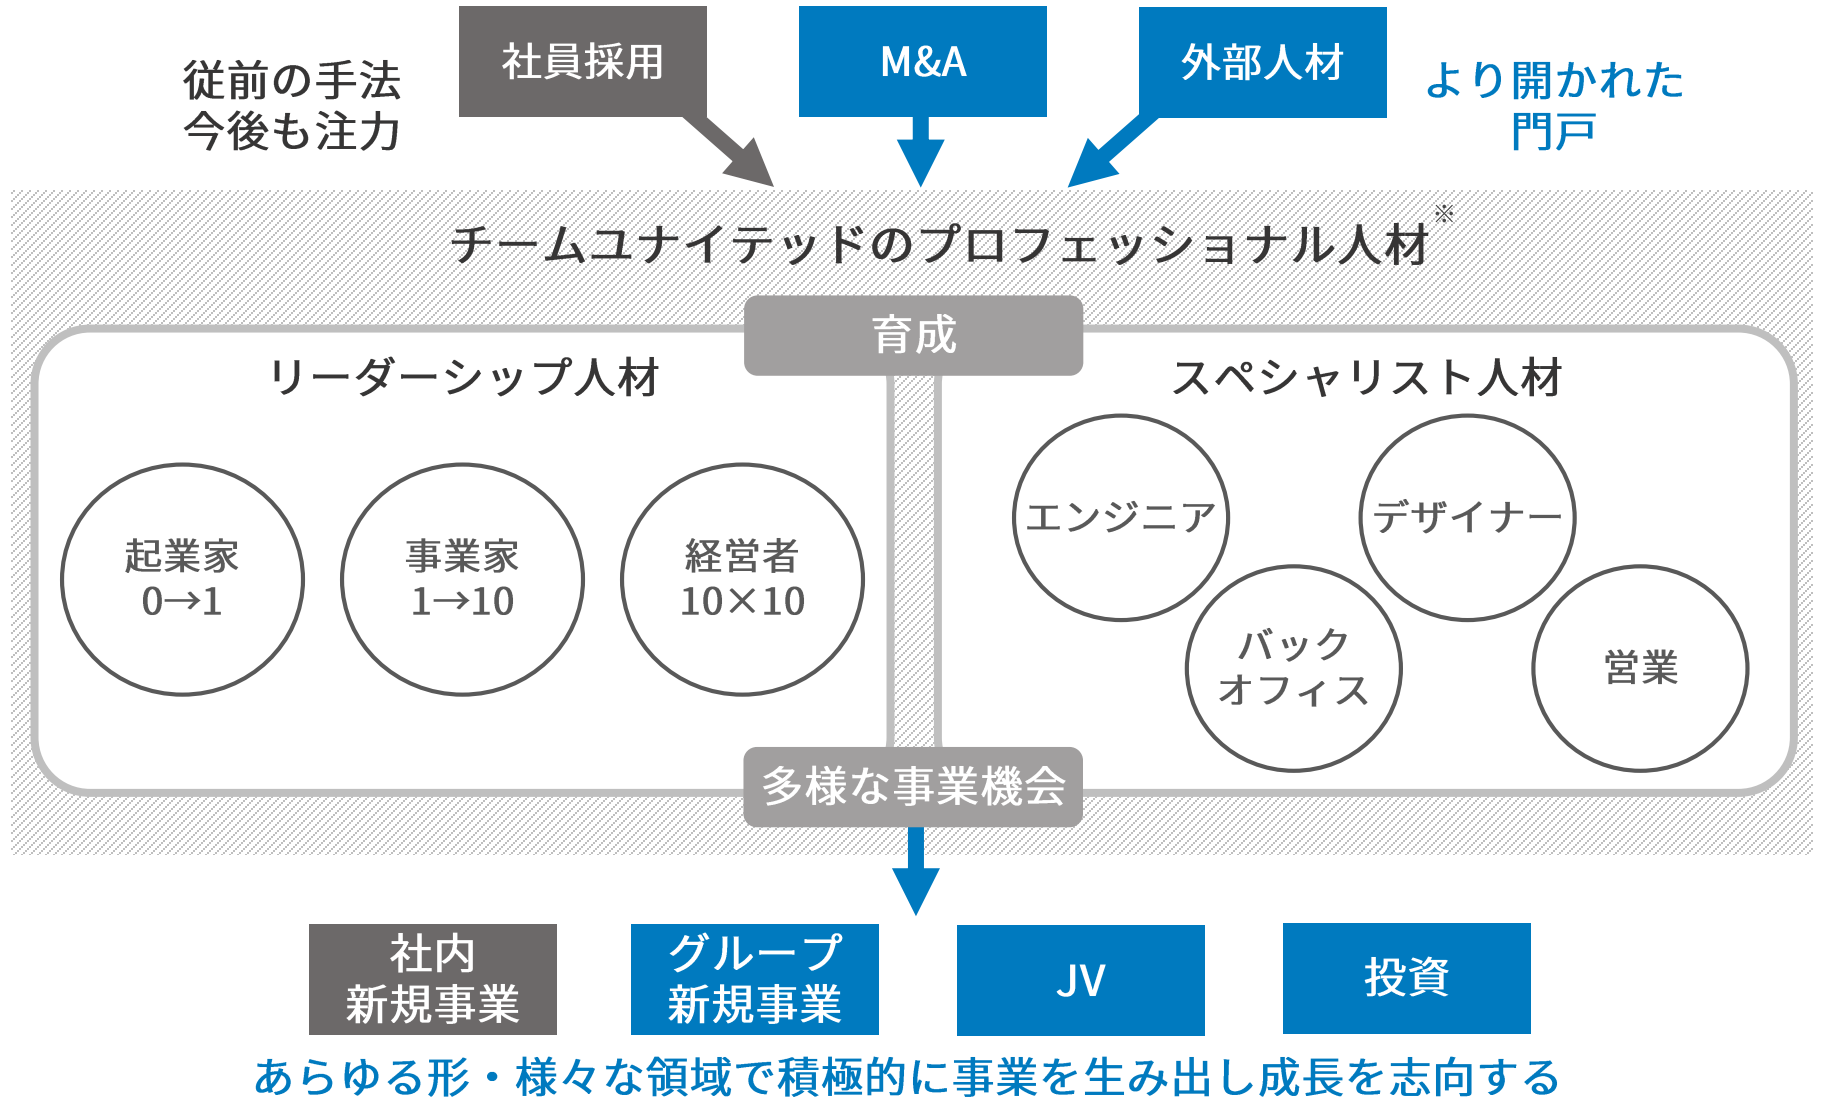 社員採用
M&A
外部人材
従前の手法
今後も注力
より開かれた
門戸
チームユナイテッドのプロフェッショナル人材※
育成
リーダーシップ人材
スペシャリスト人材
起業家
0→1
事業家
1→10
経営者
10×10
エンジニア
デザイナー
バック
オフィス
営業
多様な事業機会
社内
新規事業
グループ
新規事業
JV
投資
あらゆる形・様々な領域で積極的に事業を生み出し成長を志向する